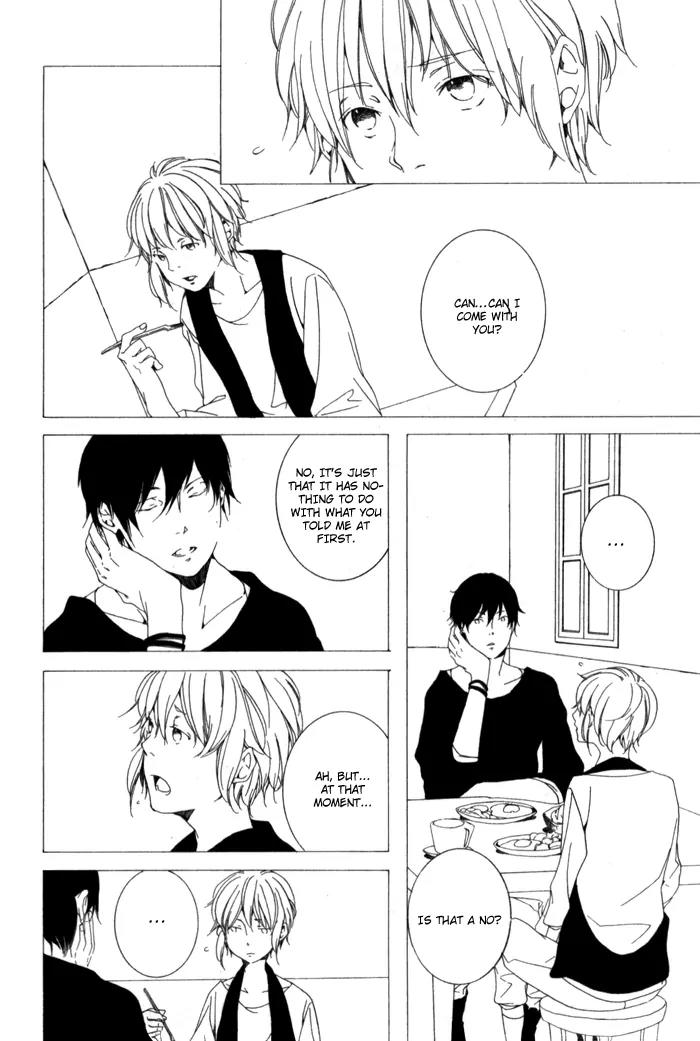 CAN...CAN I
COME WITH
YOU?
...
IS THAT A NO?
NO, IT'S JUST
THAT IT HAS NO-
THING TO DO
WITH WHAT YOU
TOLD ME AT
FIRST.
AH, BUT...
AT THAT
MOMENT...
...